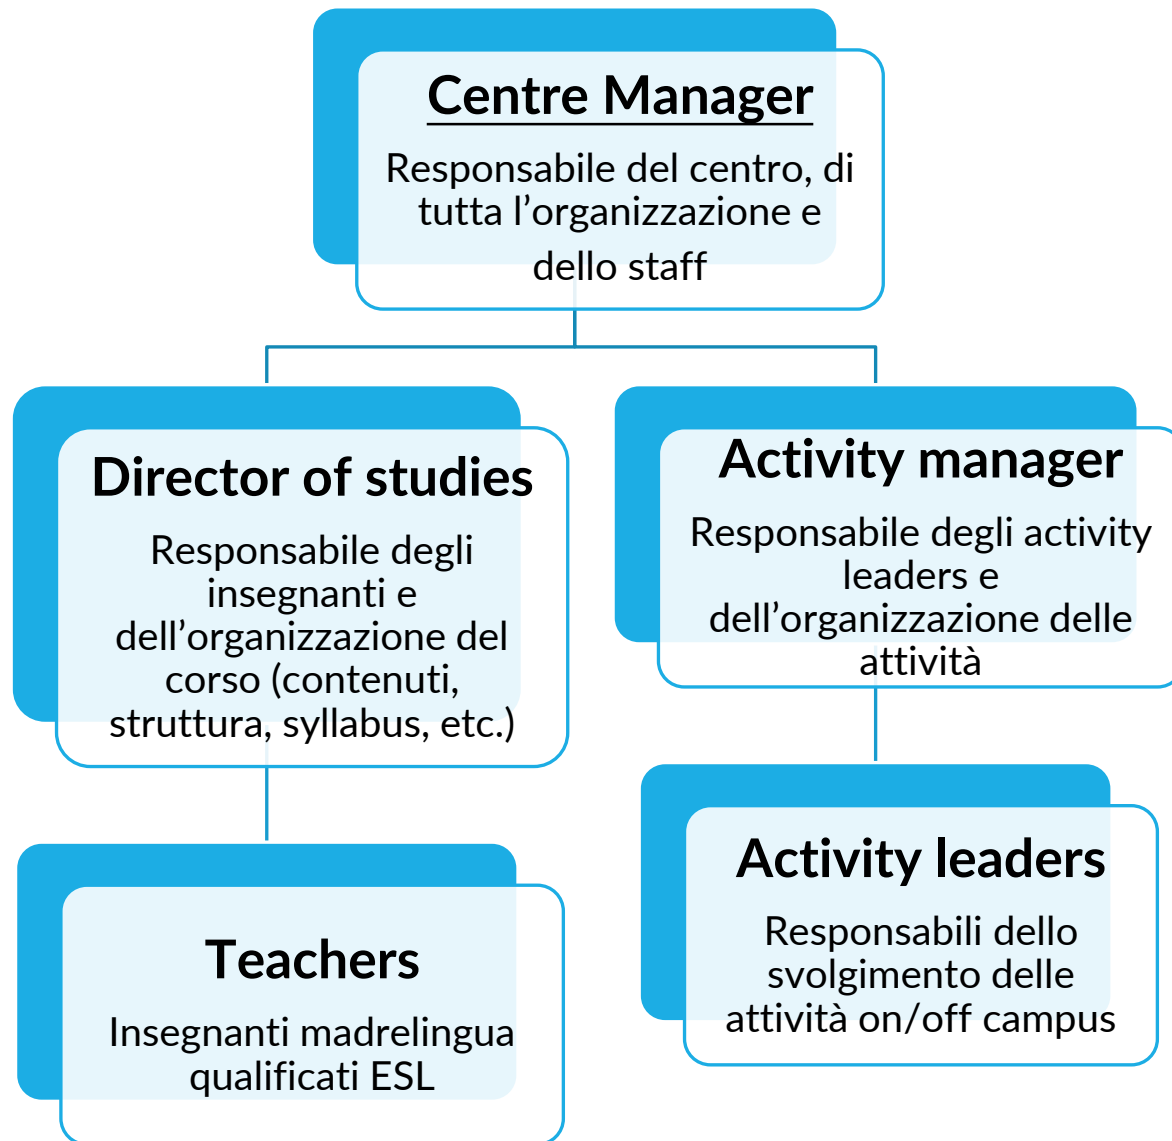 Centre Manager
Responsabile del centro, di
tutta l’organizzazione e
dello staff
Director of studies
Responsabile degli
insegnanti e
dell’organizzazione del
corso (contenuti,
struttura, syllabus, etc.)
Activity manager
Responsabile degli activity
leaders e
dell’organizzazione delle
attività
Teachers
Insegnanti madrelingua
qualificati ESL
Activity leaders
Responsabili dello
svolgimento delle
attività on/off campus